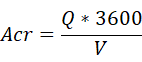 Acr = Q * 3600 / V